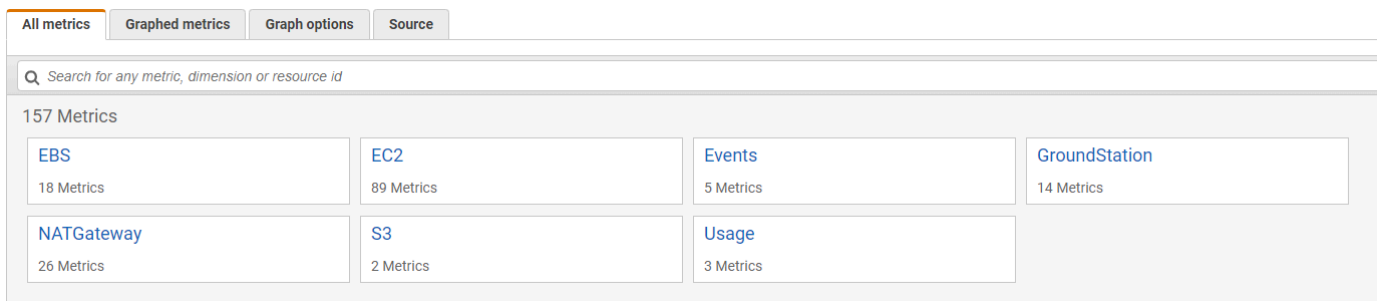 All metrics Graphed metrics Graph options Source
Search for any metric, dimension or resource id
157 Metrics
EBS EC2 Events GroundStation
18 Metrics 89 Metrics 5 Metrics 14 Metrics
NATGateway S3 Usage
26 Metrics 2 Metrics 3 Metrics